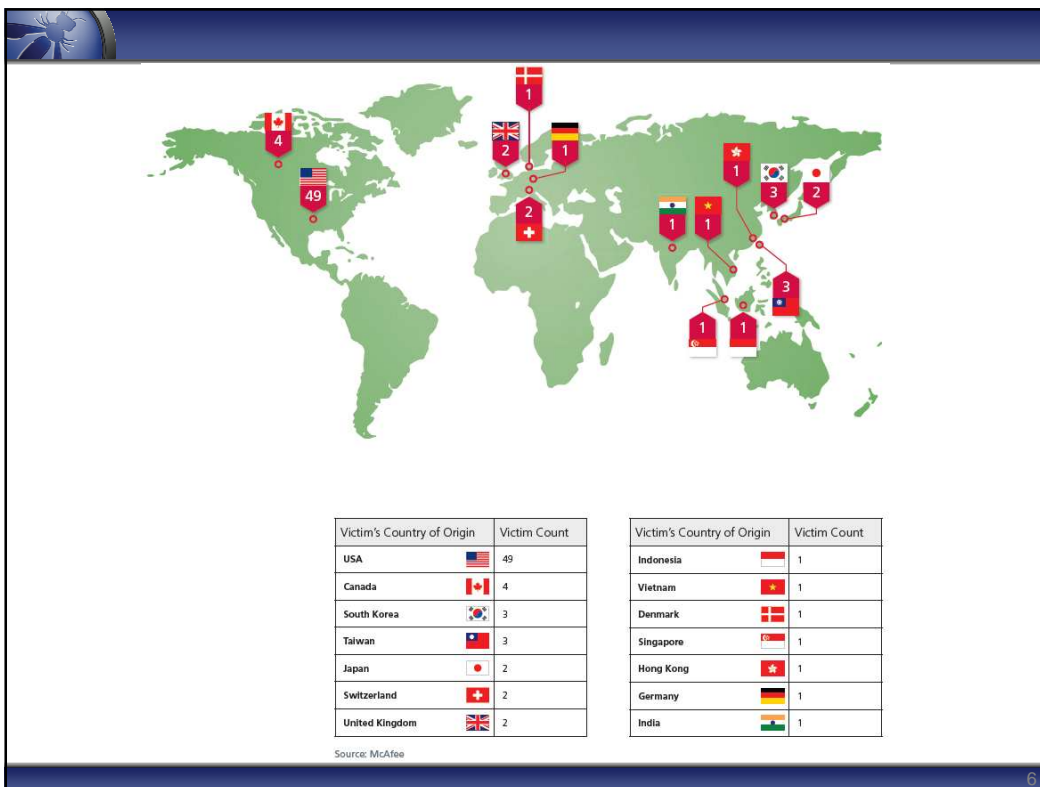 1
4
2
1
1
3
2
49
2
1
1
3
1
1
Victim's Country of Origin Victim Count
USA 49
Canada 4
South Korea 3
Taiwan 3
Japan 2
Switzerland 2
United Kingdom 2
Victim's Country of Origin Victim Count
Indonesia 1
Vietnam 1
Denmark 1
Singapore 1
Hong Kong 1
Germany 1
India 1
Source: McAfee
6